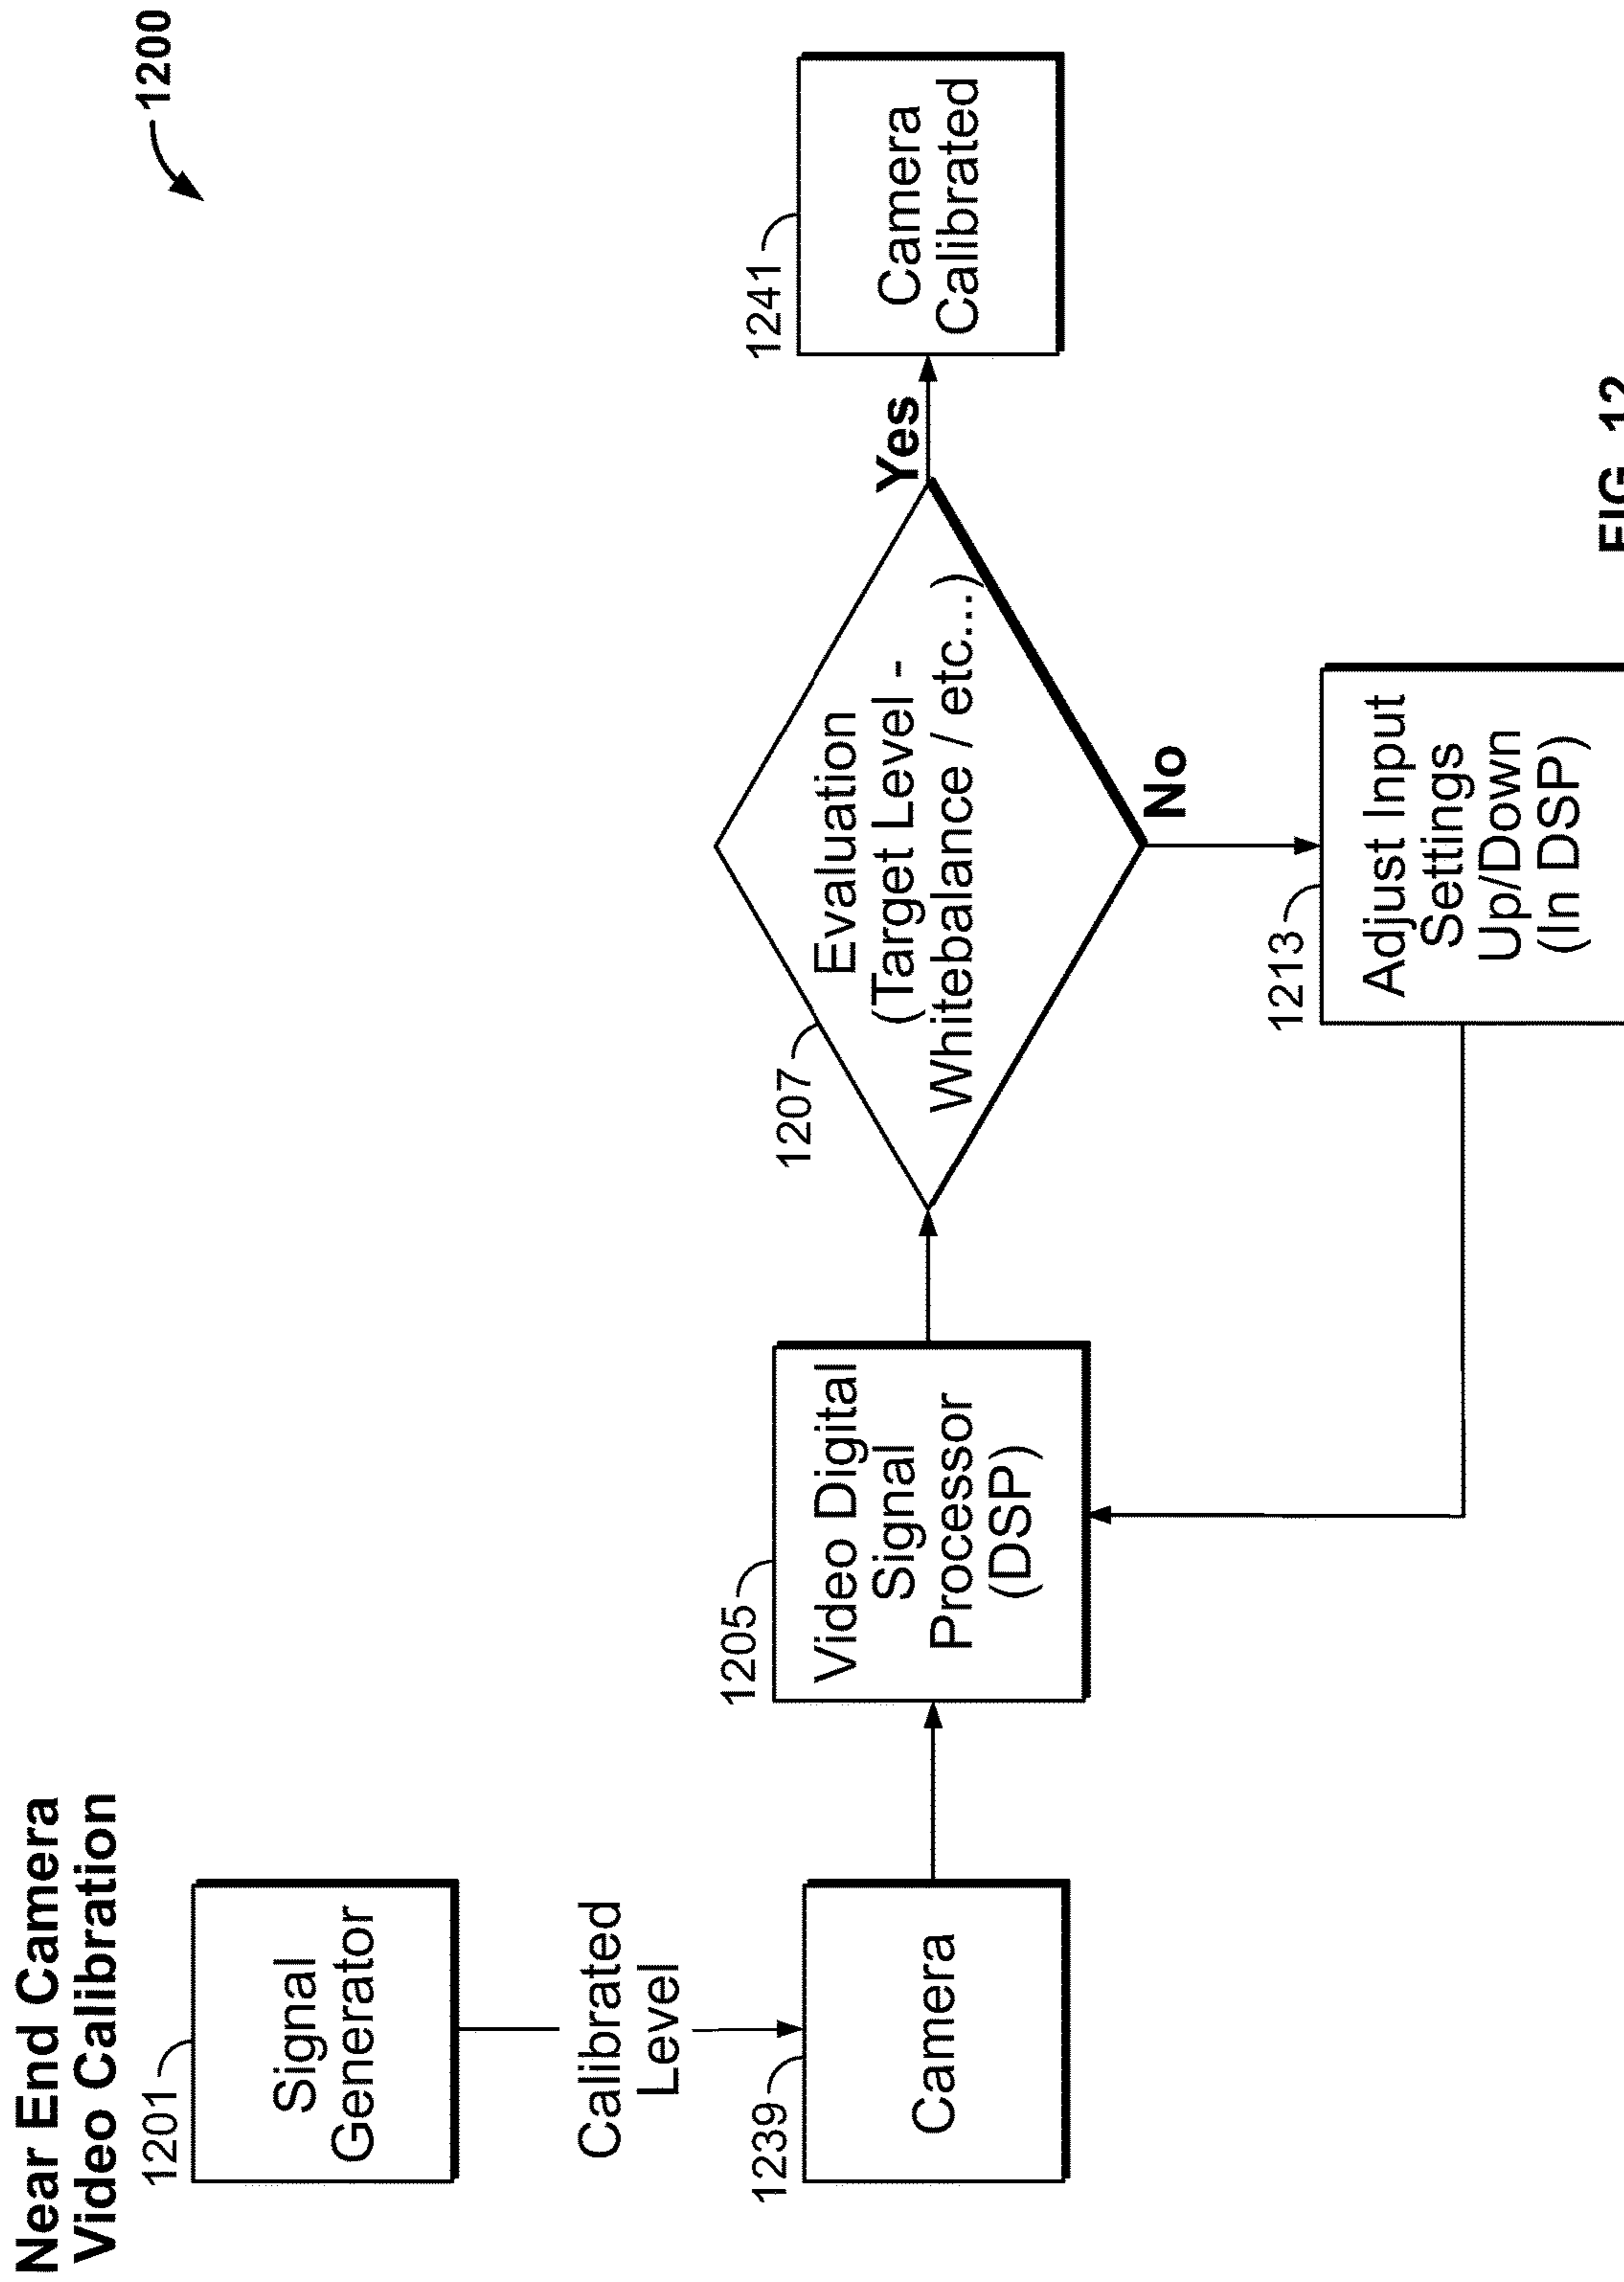 Near End Camera
Video Calibration
1200
1201
Signal
Generator
Calibrated
Level
1239
Camera
1205
Video Digital
Signal
Processor
(DSP)
1207
Evaluation
(Target Level -
Whitebalance / etc...)
Yes
1241
Camera
Calibrated
No
1213
Adjust Input
Settings
Up/Down
(In DSP)
FIG. 12